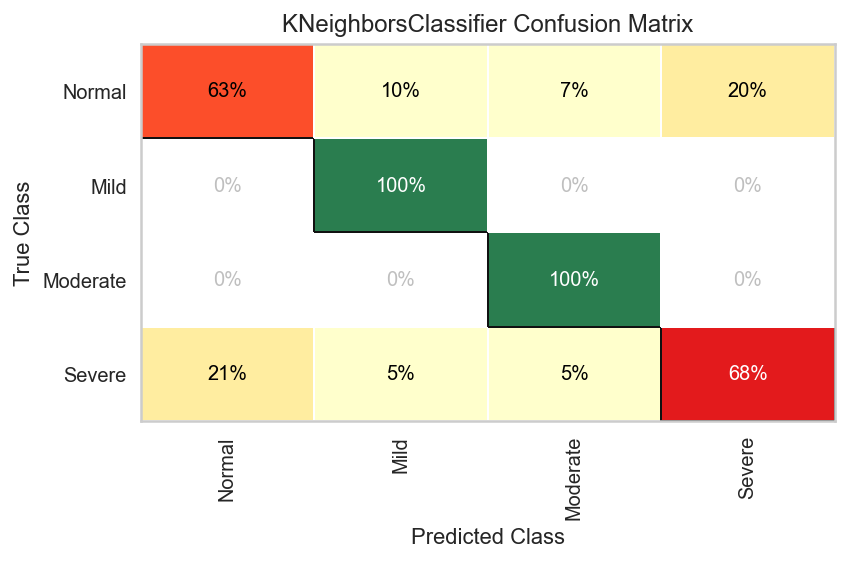 KNeighborsClassifier Confusion Matrix
Normal 63% 10% 7% 20%
Mild 0% 100% 0% 0%
Moderate 0% 0% 100% 0%
Severe 21% 5% 5% 68%
True Class
Normal Mild Moderate Severe
Predicted Class